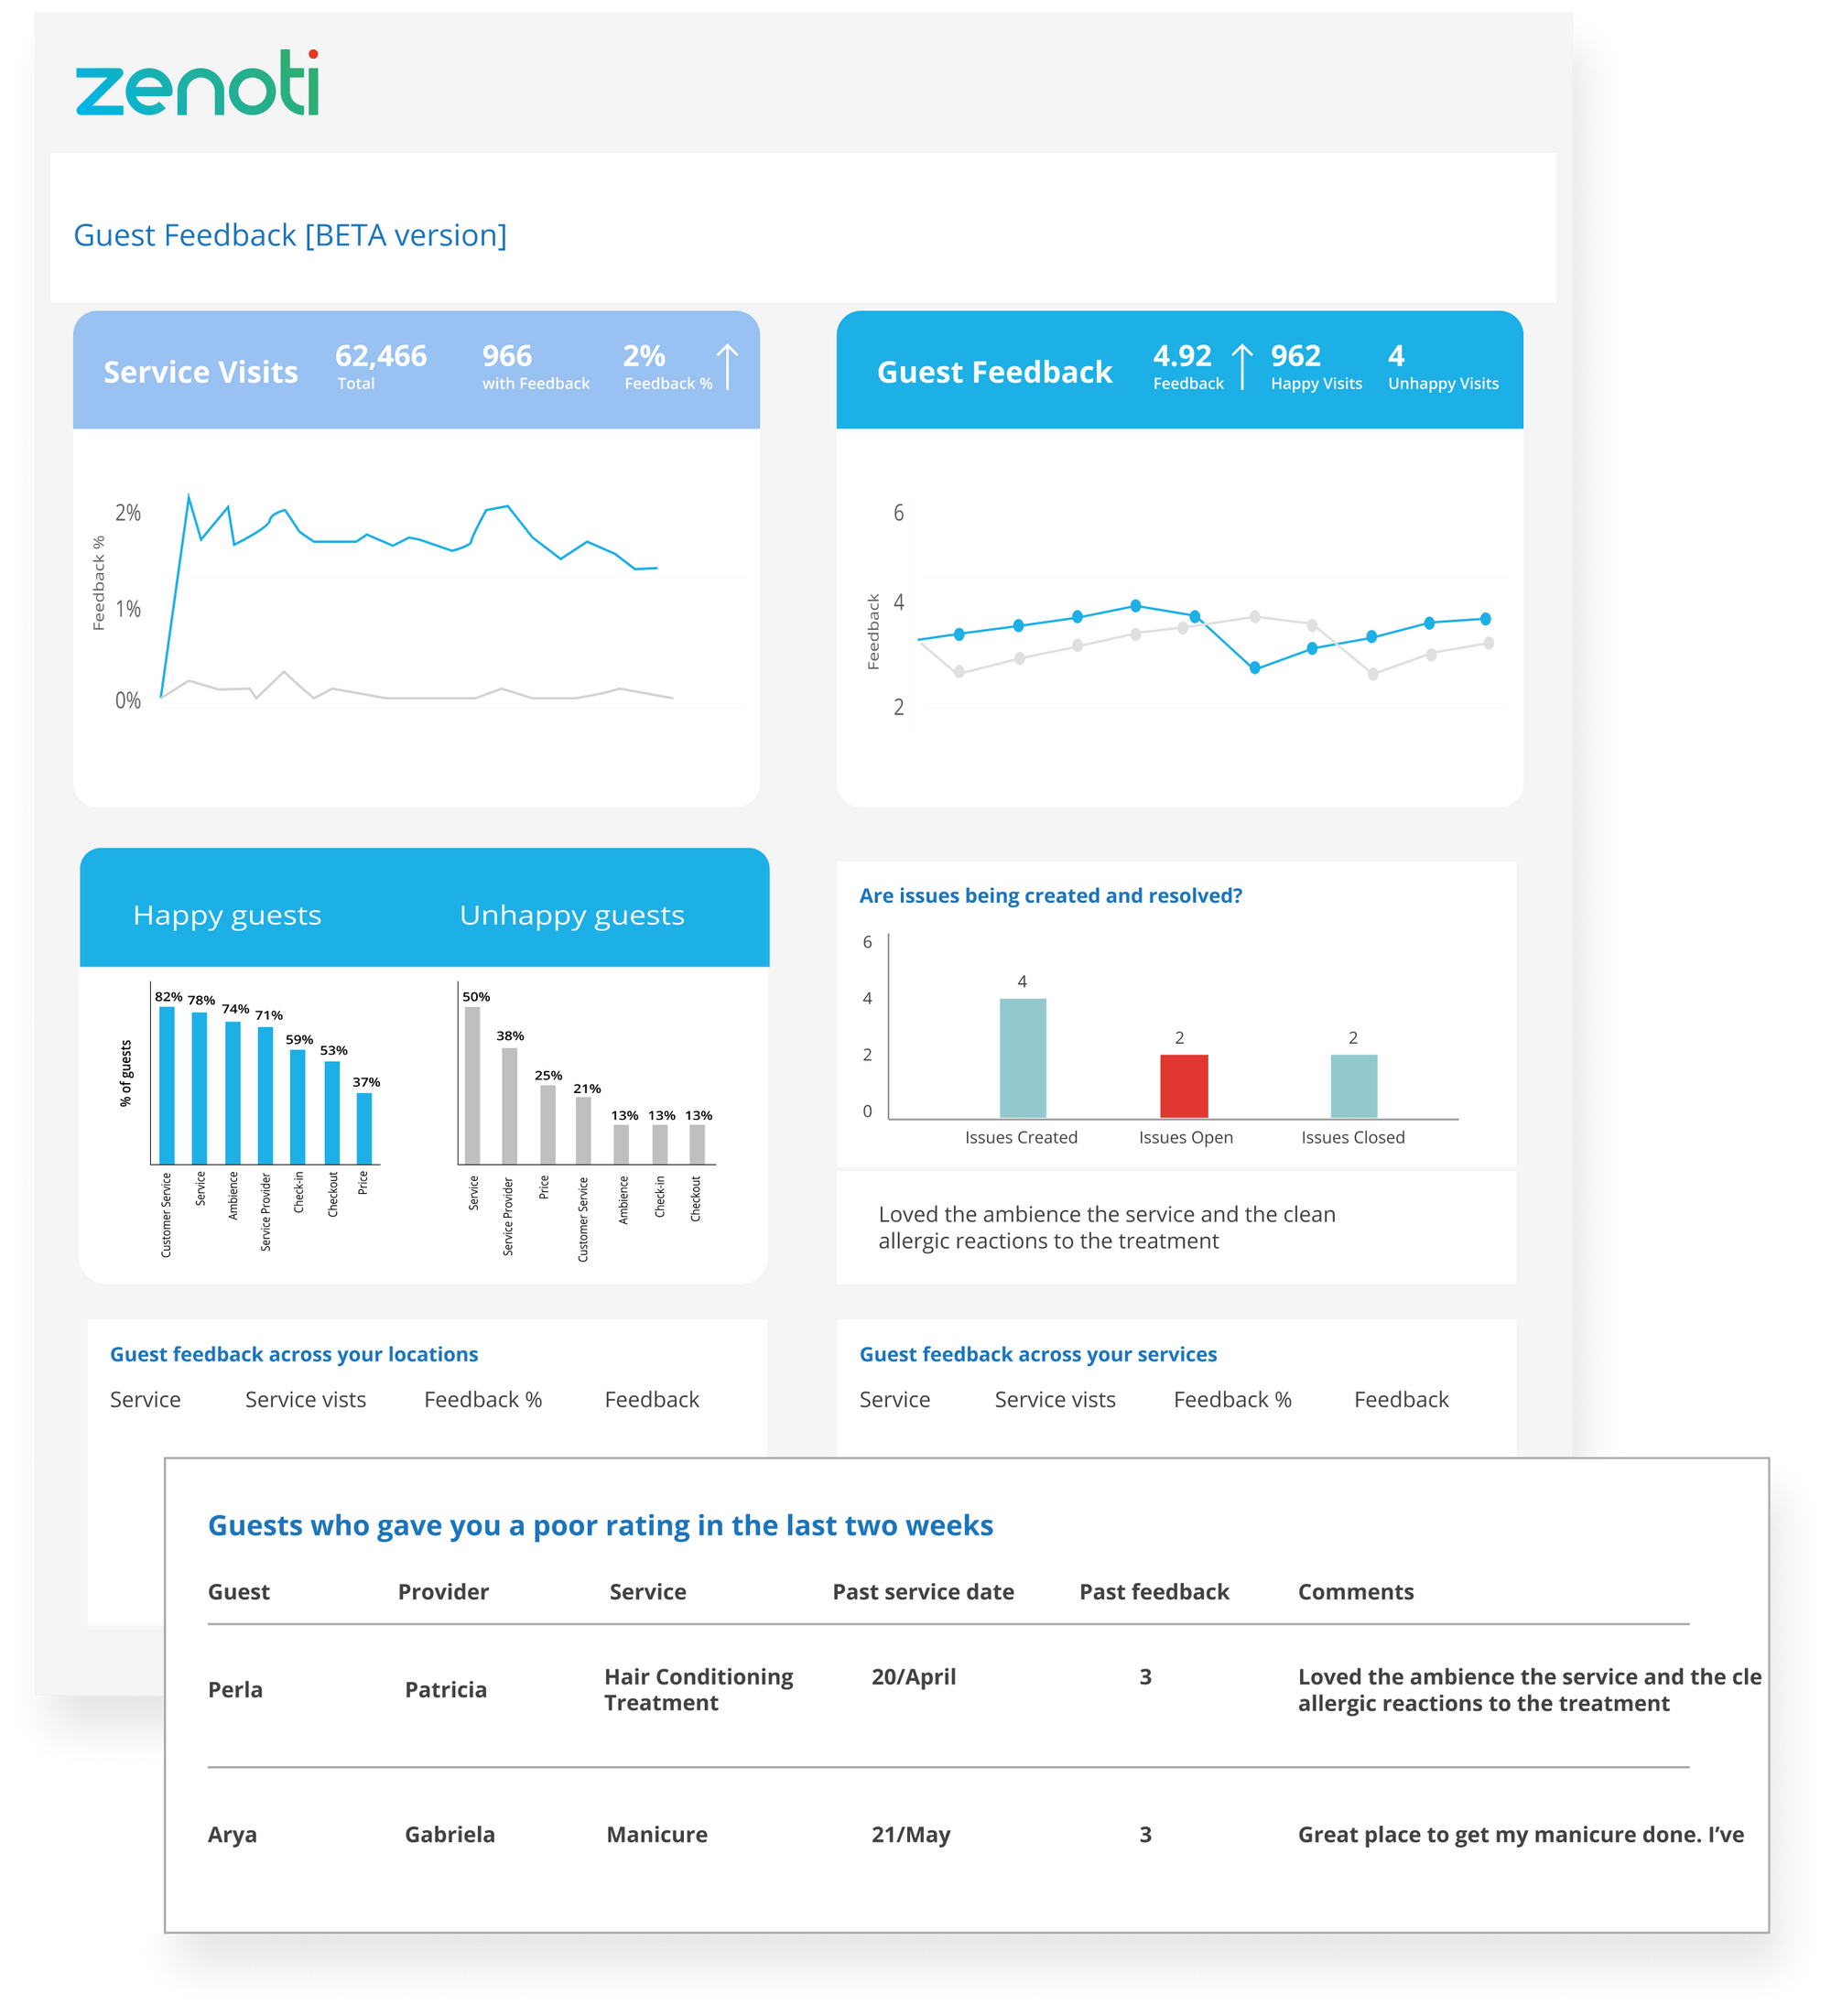 zenoti
Guest Feedback [BETA version]
Service Visits
62,466
Total
966
with Feedback
2%
Feedback %
Guest Feedback
4.92
Feedback
962
Happy Visits
4
Unhappy Visits
Feedback %
2%
1%
0%
Feedback
6
4
2
Happy guests
Unhappy guests
% of guests
82%
78%
74%
71%
59%
53%
37%
Customer Service
Service
Ambience
Service Provider
Check-in
Checkout
Price
50%
38%
25%
21%
13%
13%
13%
Service
Service Provider
Price
Customer Service
Ambience
Check-in
Checkout
Are issues being created and resolved?
6
4
2
0
4
2
2
Issues Created
Issues Open
Issues Closed
Loved the ambience the service and the clean
allergic reactions to the treatment
Guest feedback across your locations
Service Service vists Feedback % Feedback
Guest feedback across your services
Service Service vists Feedback % Feedback
Guests who gave you a poor rating in the last two weeks
Guest Provider Service Past service date Past feedback Comments
Perla
Patricia
Hair Conditioning
Treatment
20/April
3
Loved the ambience the service and the cle
allergic reactions to the treatment
Arya Gabriela Manicure 21/May 3 Great place to get my manicure done. I’ve